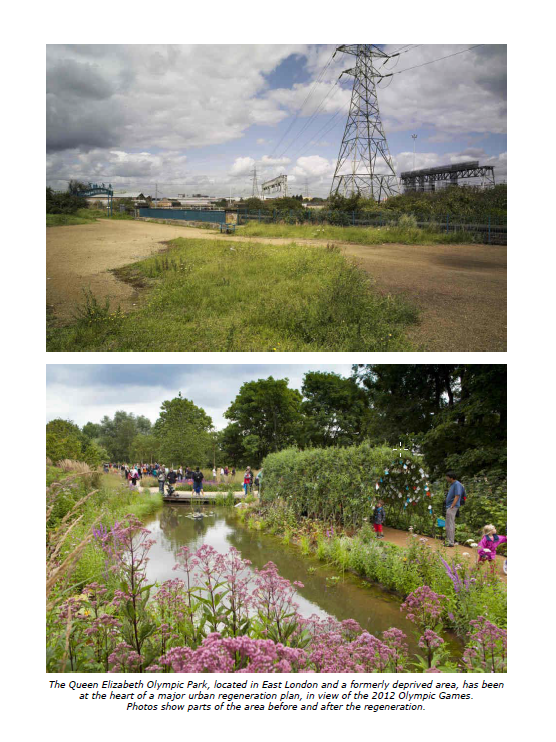 The Queen Elizabeth Olympic Park, located in East London and a formerly deprived area, has been
at the heart of a major urban regeneration plan, in view of the 2012 Olympic Games.
Photos show parts of the area before and after the regeneration.